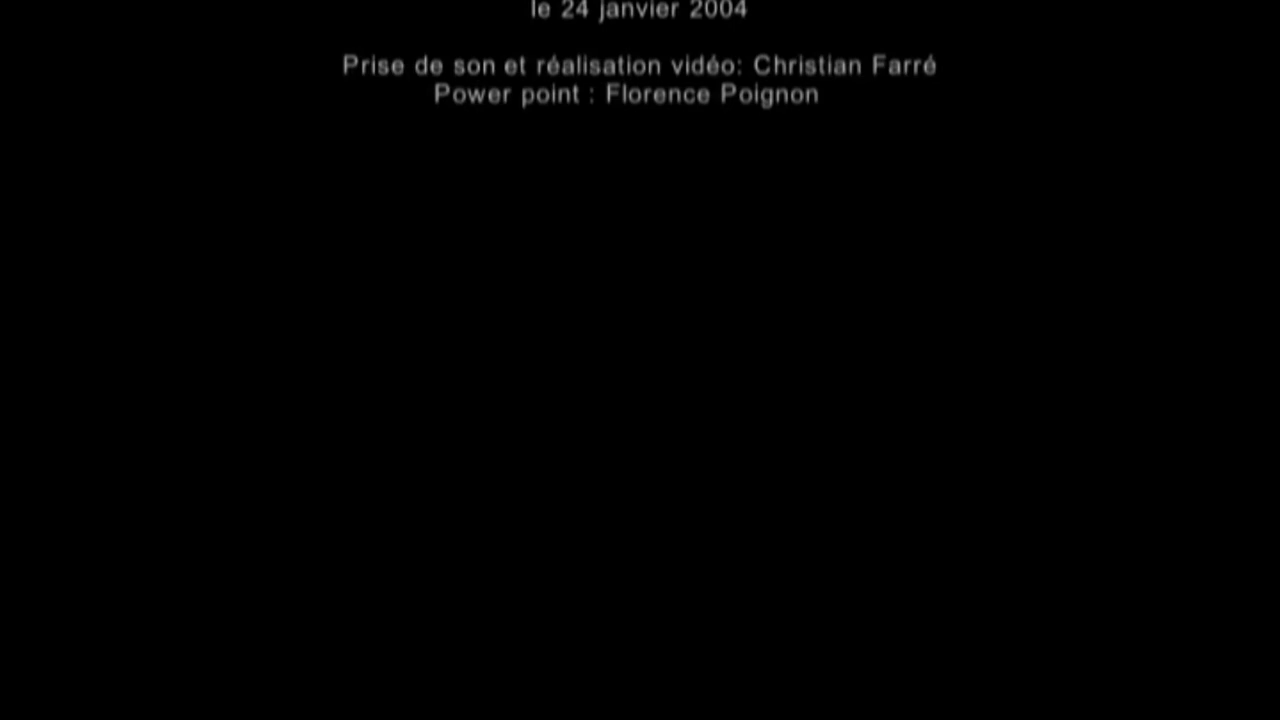 le 24 janvier 2004
Prise de son et réalisation vidéo: Christian Farré
Power point : Florence Poignon